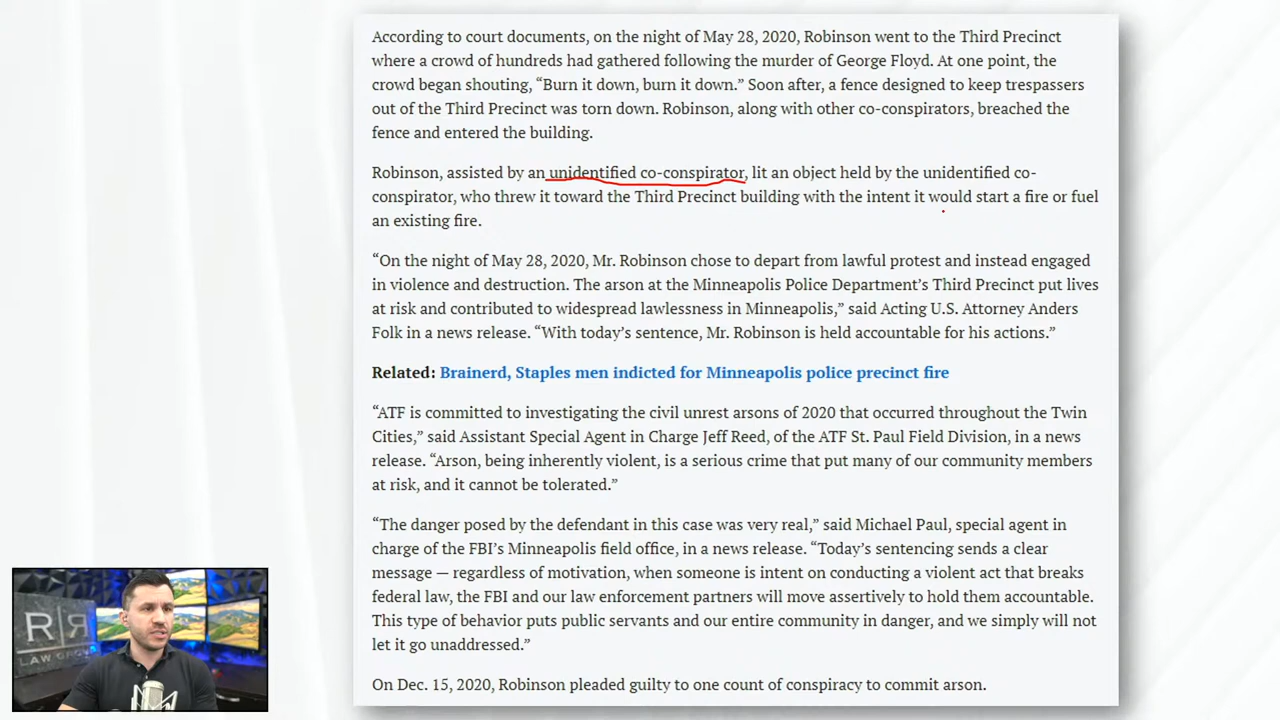 According to court documents, on the night of May 28, 2020, Robinson went to the Third Precinct
where a crowd of hundreds had gathered following the murder of George Floyd. At one point, the
crowd began shouting, “Burn it down, burn it down.” Soon after, a fence designed to keep trespassers
out of the Third Precinct was torn down. Robinson, along with other co-conspirators, breached the
fence and entered the building.
Robinson, assisted by an unidentified co-conspirator, lit an object held by the unidentified co-
conspirator, who threw it toward the Third Precinct building with the intent it would start a fire or fuel
an existing fire.
“On the night of May 28, 2020, Mr. Robinson chose to depart from lawful protest and instead engaged
in violence and destruction. The arson at the Minneapolis Police Department’s Third Precinct put lives
at risk and contributed to widespread lawlessness in Minneapolis,” said Acting U.S. Attorney Anders
Folk in a news release. “With today’s sentence, Mr. Robinson is held accountable for his actions.”
Related: Brainerd, Staples men indicted for Minneapolis police precinct fire
“ATF is committed to investigating the civil unrest arsons of 2020 that occurred throughout the Twin
Cities,” said Assistant Special Agent in Charge Jeff Reed, of the ATF St. Paul Field Division, in a news
release. “Arson, being inherently violent, is a serious crime that put many of our community members
at risk, and it cannot be tolerated.”
“The danger posed by the defendant in this case was very real,” said Michael Paul, special agent in
charge of the FBI’s Minneapolis field office, in a news release. “Today’s sentencing sends a clear
message — regardless of motivation, when someone is intent on conducting a violent act that breaks
federal law, the FBI and our law enforcement partners will move assertively to hold them accountable.
This type of behavior puts public servants and our entire community in danger, and we simply will not
let it go unaddressed.”
On Dec. 15, 2020, Robinson pleaded guilty to one count of conspiracy to commit arson.
R R
LAW GROUP